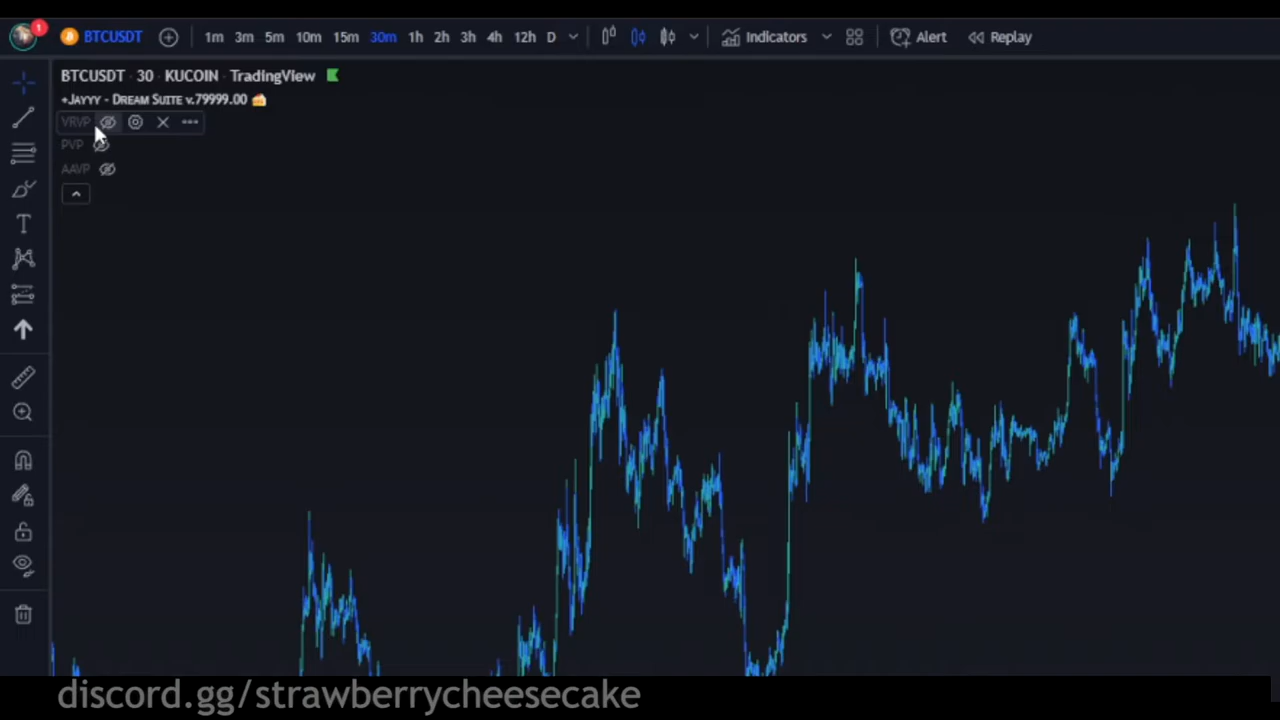 1
BTCUSDT 1m 3m 5m 10m 15m 30m 1h 2h 3h 4h 12h D Indicators Alert Replay
BTCUSDT · 30 · KUCOIN · TradingView
+Jayyy - Dream Suite v.79999.00 🍰
VRVP
PVP
AAVP
discord.gg/strawberrycheesecake